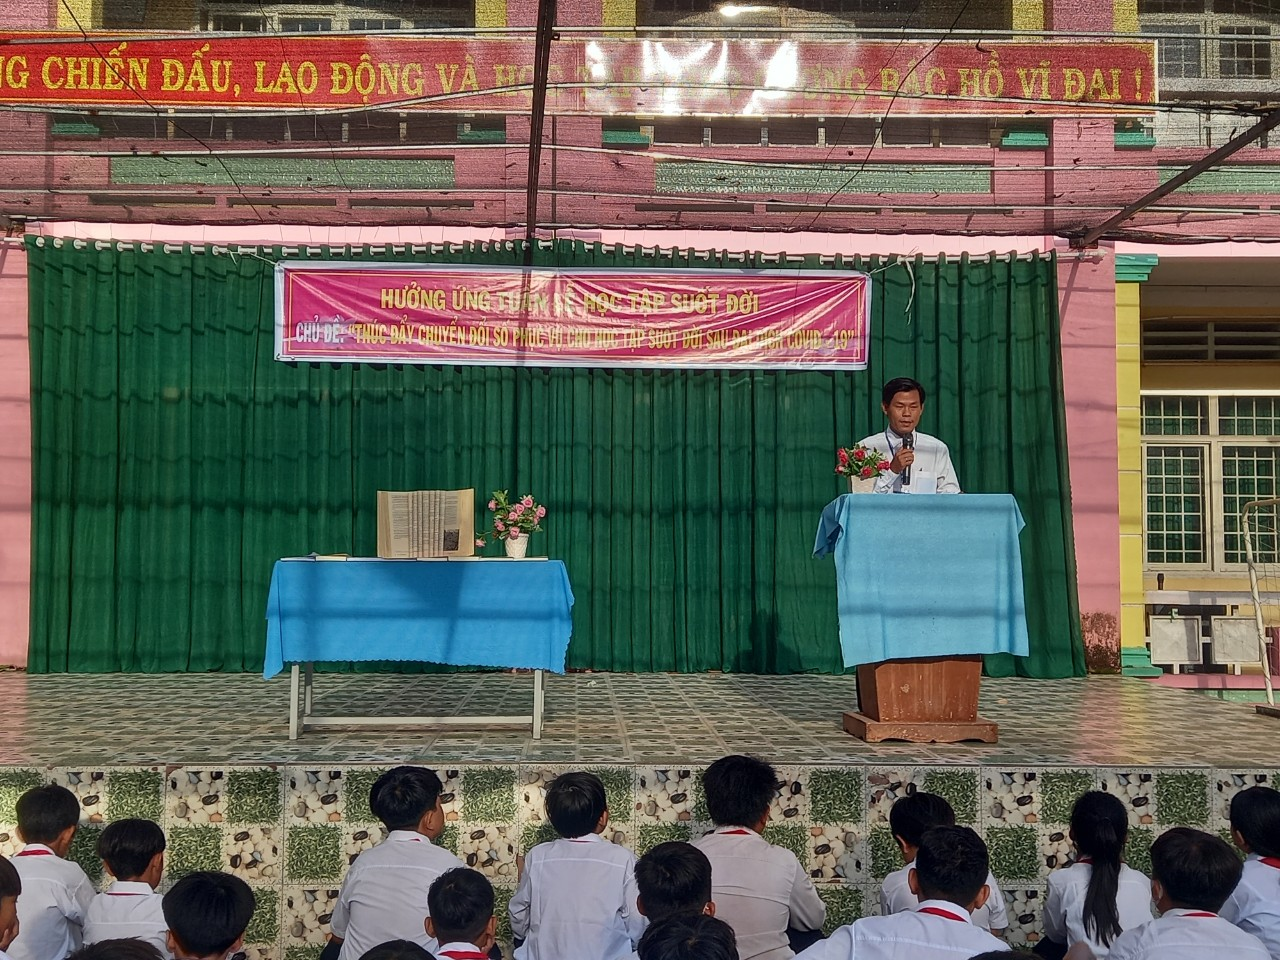 NG CHIẾN ĐẤU, LAO ĐỘNG VÀ HỌC TẬP BÁC HỒ VĨ ĐẠI !
HƯỞNG ỨNG TUẦN LỄ HỌC TẬP SUỐT ĐỜI
CHỦ ĐỀ: "THÚC ĐẨY CHUYỂN ĐỔI SỐ PHỤC VỤ CHO HỌC TẬP SUỐT ĐỜI SAU ĐẠI DỊCH COVID - 19"